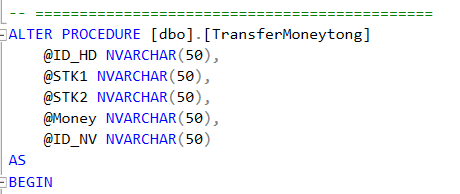 -- =============================================
ALTER PROCEDURE [dbo].[TransferMoneytong]
@ID_HD NVARCHAR(50),
@STK1 NVARCHAR(50),
@STK2 NVARCHAR(50),
@Money NVARCHAR(50),
@ID_NV NVARCHAR(50)
AS
BEGIN